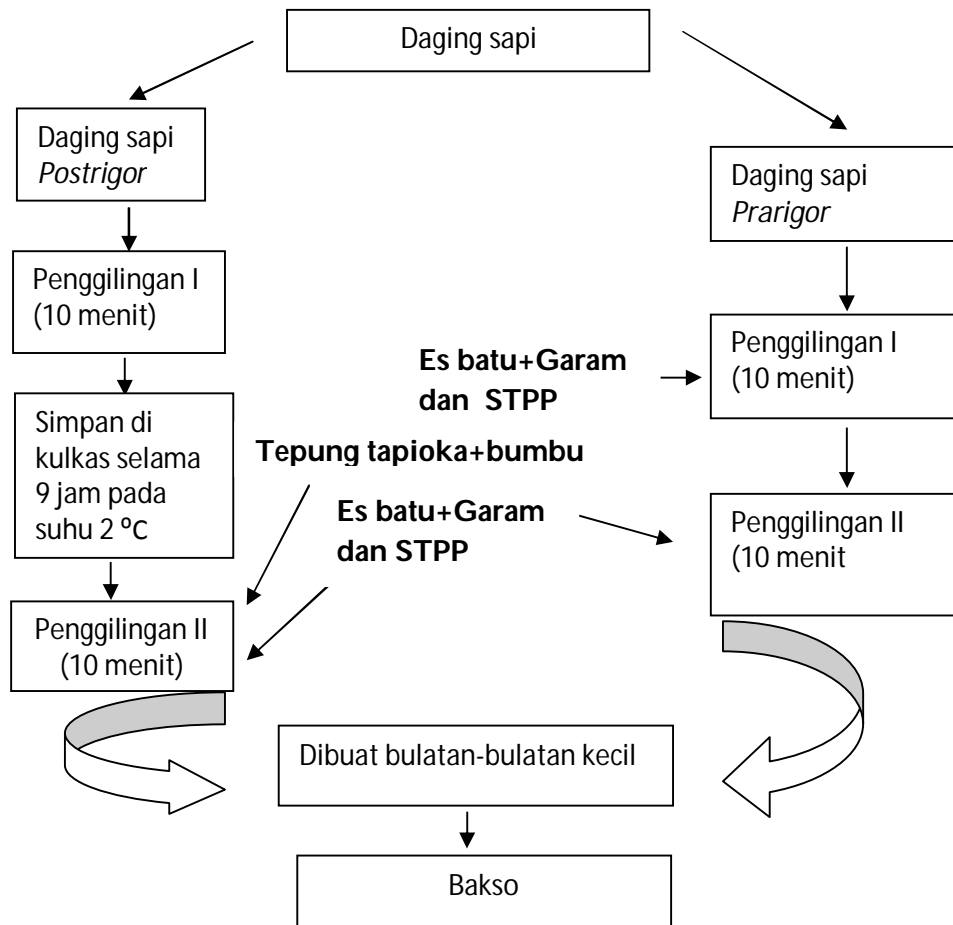 Daging sapi
Daging sapi
Postrigor
Daging sapi
Prarigor
Penggilingan I
(10 menit)
Penggilingan I
(10 menit)
Es batu+Garam
dan STPP
Simpan di
kulkas selama
9 jam pada
suhu 2 ºC
Tepung tapioka+bumbu
Es batu+Garam
dan STPP
Penggilingan II
(10 menit
Penggilingan II
(10 menit)
Dibuat bulatan-bulatan kecil
Bakso